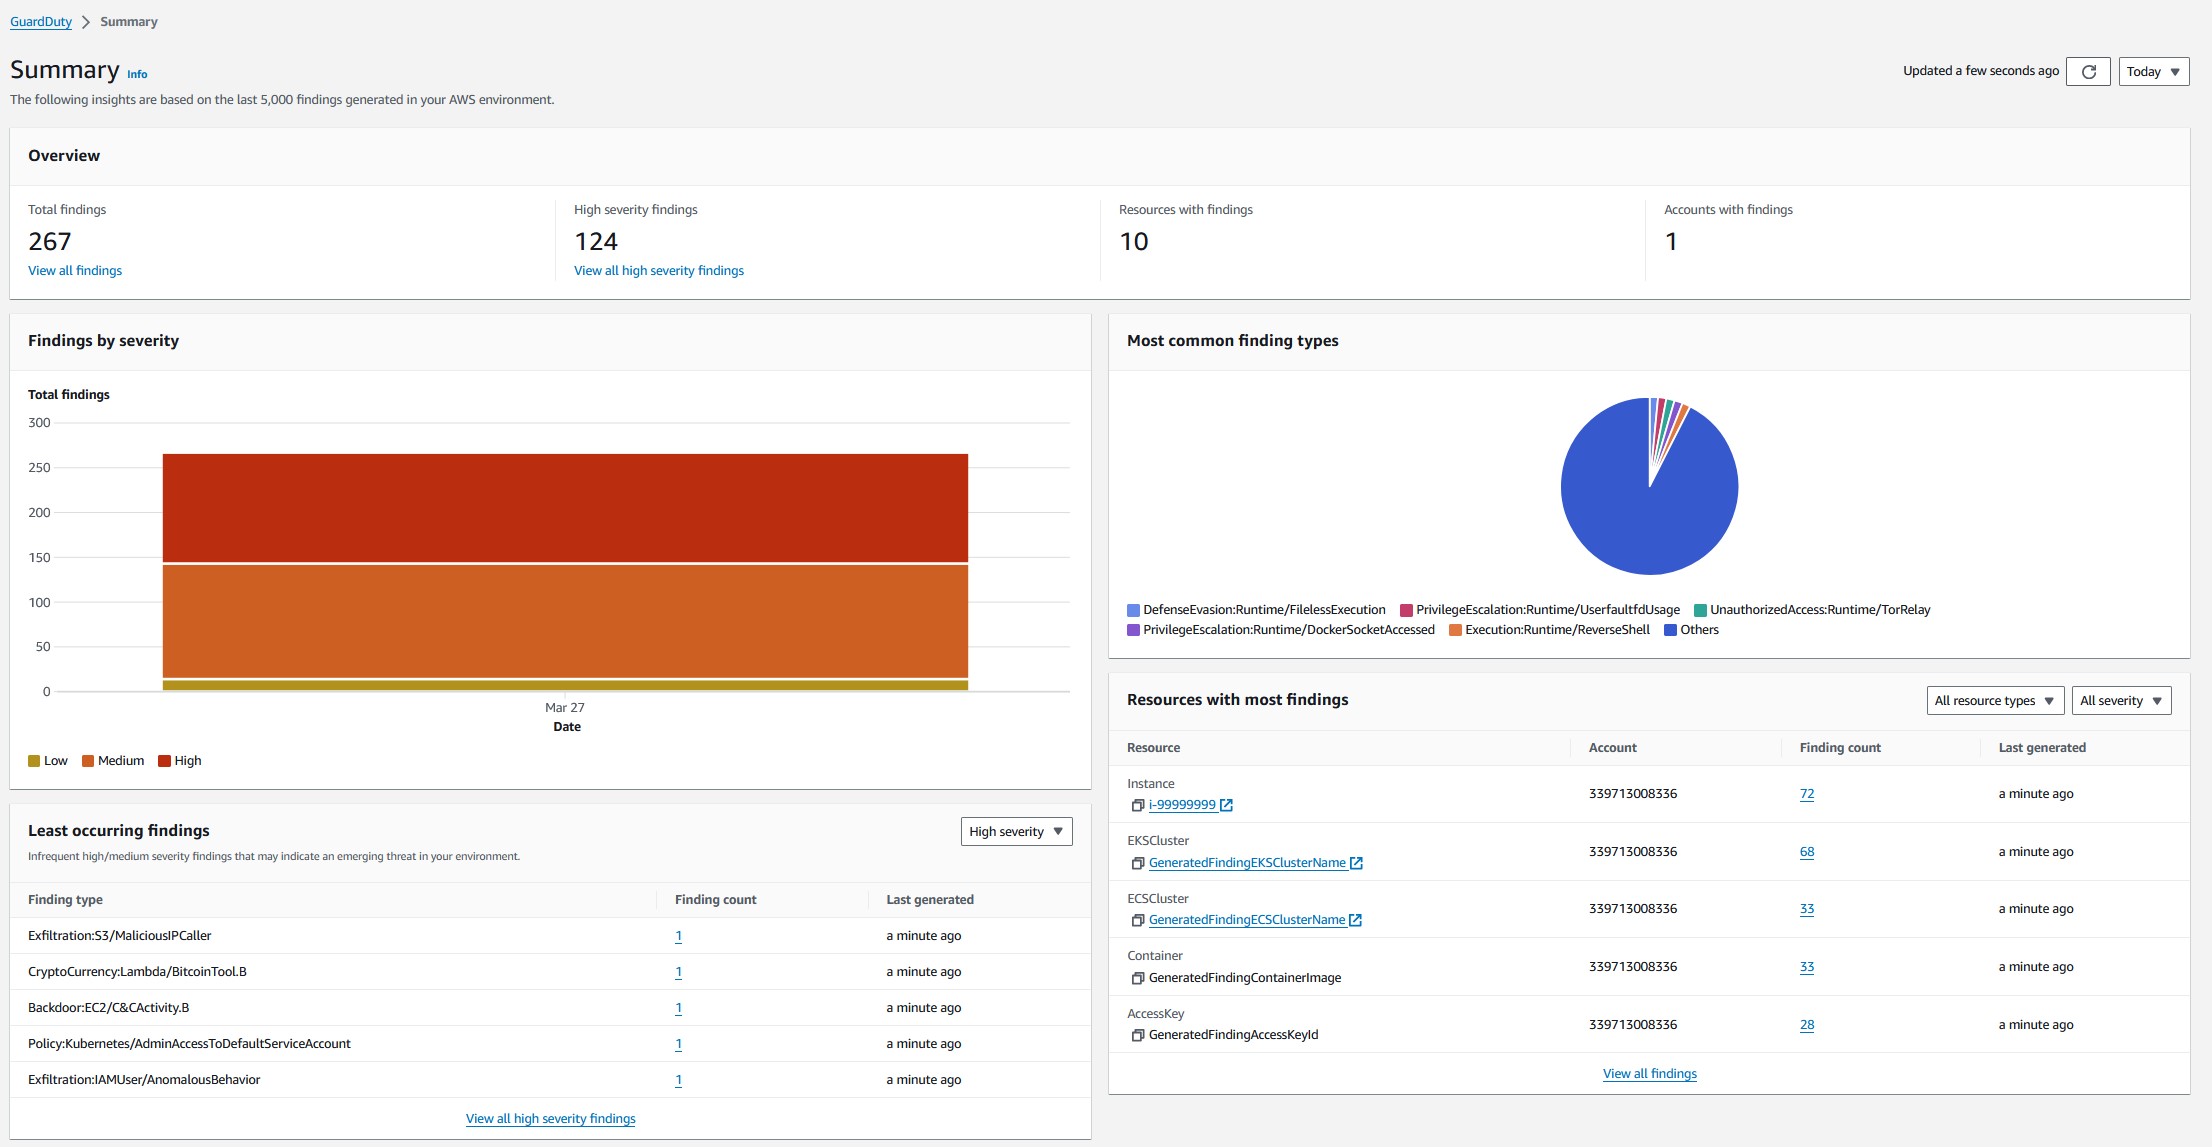 GuardDuty > Summary
Summary Info
Updated a few seconds ago
Today
The following insights are based on the last 5,000 findings generated in your AWS environment.
Overview
Total findings
267
View all findings
High severity findings
124
View all high severity findings
Resources with findings
10
Accounts with findings
1
Findings by severity
Total findings
300
250
200
150
100
50
0
Mar 27
Date
Low Medium High
Most common finding types
DefenseEvasion:Runtime/FilelessExecution PrivilegeEscalation:Runtime/UserfaultfdUsage UnauthorizedAccess:Runtime/TorRelay
PrivilegeEscalation:Runtime/DockerSocketAccessed Execution:Runtime/ReverseShell Others
Least occurring findings
High severity
Infrequent high/medium severity findings that may indicate an emerging threat in your environment.
Finding type Finding count Last generated
Exfiltration:S3/MaliciousIPCaller 1 a minute ago
CryptoCurrency:Lambda/BitcoinTool.B 1 a minute ago
Backdoor:EC2/C&CActivity.B 1 a minute ago
Policy:Kubernetes/AdminAccessToDefaultServiceAccount 1 a minute ago
Exfiltration:IAMUser/AnomalousBehavior 1 a minute ago
View all high severity findings
Resources with most findings
All resource types
All severity
Resource Account Finding count Last generated
Instance
i-99999999 339713008336 72 a minute ago
EKSCluster
GeneratedFindingEKSClusterName 339713008336 68 a minute ago
ECSCluster
GeneratedFindingECSClusterName 339713008336 33 a minute ago
Container
GeneratedFindingContainerImage 339713008336 33 a minute ago
AccessKey
GeneratedFindingAccessKeyId 339713008336 28 a minute ago
View all findings